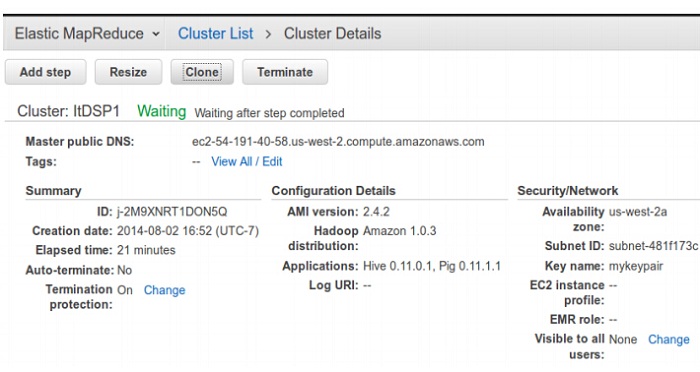 Elastic MapReduce Cluster List > Cluster Details
Add step Resize Clone Terminate
Cluster: ItDSP1 Waiting Waiting after step completed
Master public DNS: ec2-54-191-40-58.us-west-2.compute.amazonaws.com
Tags: -- View All / Edit
Summary
ID: j-2M9XNRT1DON5Q
Creation date: 2014-08-02 16:52 (UTC-7)
Elapsed time: 21 minutes
Auto-terminate: No
Termination On Change
protection:
Configuration Details
AMI version: 2.4.2
Hadoop Amazon 1.0.3
distribution:
Applications: Hive 0.11.0.1, Pig 0.11.1.1
Log URI: --
Security/Network
Availability us-west-2a
zone:
Subnet ID: subnet-481f173c
Key name: mykeypair
EC2 instance --
profile:
EMR role: --
Visible to all None Change
users: